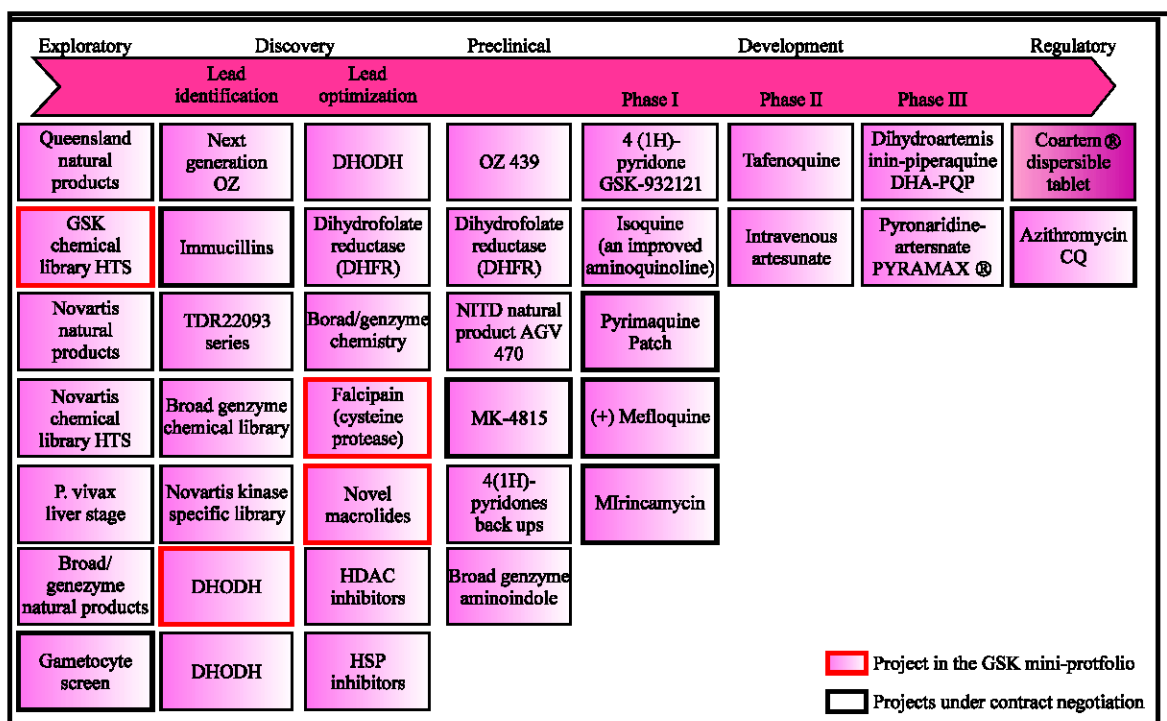 Exploratory Discovery Preclinical Development Regulatory
Lead identification
Lead optimization
Phase I Phase II Phase III
Queensland
natural
products
Next
generation
OZ
DHODH
OZ 439
4 (1H)-
pyridone
GSK-932121
Tafenoquine
Dihydroartemis
inin-piperaquine
DHA-PQP
Coartem ®
dispersible
tablet
GSK
chemical
library HTS
Immucillins
Dihydrofolate
reductase
(DHFR)
Dihydrofolate
reductase
(DHFR)
Isoquine
(an improved
aminoquinoline)
Intravenous
artesunate
Pyronaridine-
artersnate
PYRAMAX ®
Azithromycin
CQ
Novartis
natural
products
TDR22093
series
Borad/genzyme
chemistry
NITD natural
product AGV
470
Pyrimaquine
Patch
Novartis
chemical
library HTS
Broad genzyme
chemical library
Falcipain
(cysteine
protease)
MK-4815
(+) Mefloquine
P. vivax
liver stage
Novartis kinase
specific library
Novel
macrolides
4(1H)-
pyridones
back ups
MIrincamycin
Broad/
genezyme
natural products
DHODH
HDAC
inhibitors
Broad genzyme
aminoindole
Gametocyte
screen
DHODH
HSP
inhibitors
Project in the GSK mini-protfolio
Projects under contract negotiation